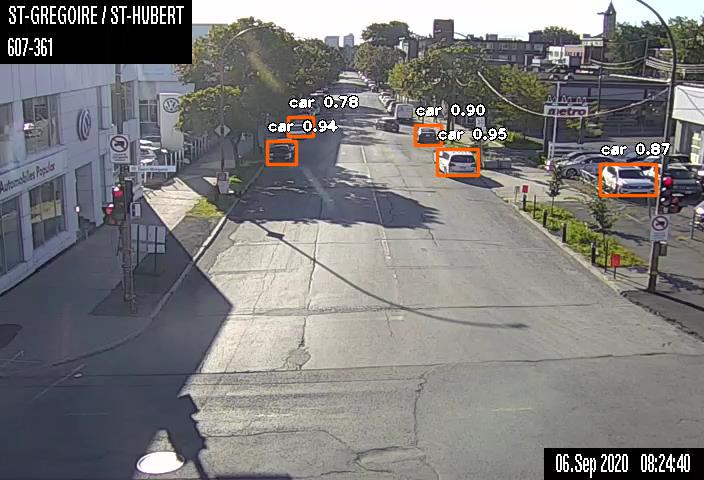 ST-GREGOIRE / ST-HUBERT
607-361
car 0.78
car 0.94
car 0.90
car 0.95
car 0.87
metro
Automobiles Popular
06.Sep 2020 08:24:40